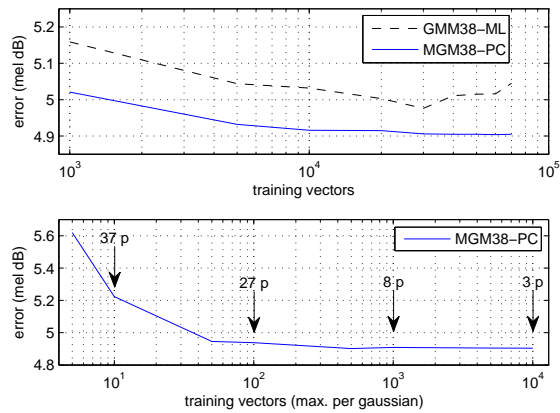 GMM38−ML
MGM38−PC
5.2
5.1
5
4.9
error (mel dB)
10^3
10^4
10^5
training vectors
MGM38−PC
5.6
5.4
5.2
5
4.8
error (mel dB)
37 p
27 p
8 p
3 p
10^1
10^2
10^3
10^4
training vectors (max. per gaussian)